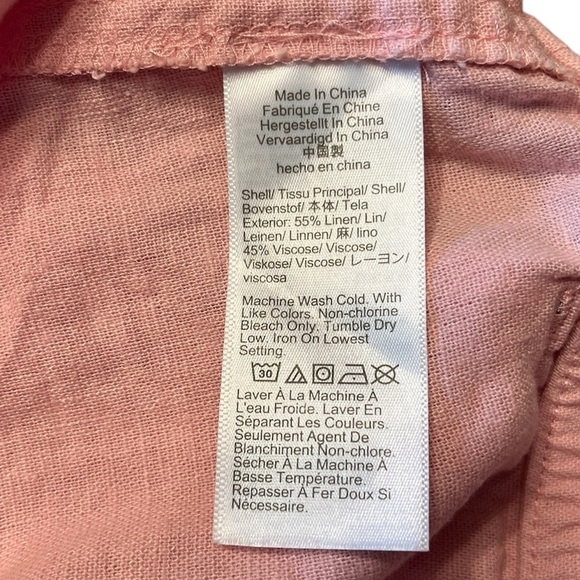 Made In China
Fabriqué En Chine
Hergestellt In China
Vervaardigd In China
中国製
hecho en china
Shell/ Tissu Principal/ Shell/
Bovenstof/ 本体/ Tela
Exterior: 55% Linen/ Lin/
Leinen/ Linnen/ 麻/ lino
45% Viscose/ Viscose/
Viskose/ Viscose/ レーヨン/
viscosa
Machine Wash Cold. With
Like Colors. Non-chlorine
Bleach Only. Tumble Dry
Low. Iron On Lowest
Setting.
30
Laver À La Machine À
L'eau Froide. Laver En
Séparant Les Couleurs.
Seulement Agent De
Blanchiment Non-chlore.
Sécher À La Machine À
Basse Température.
Repasser À Fer Doux Si
Nécessaire.